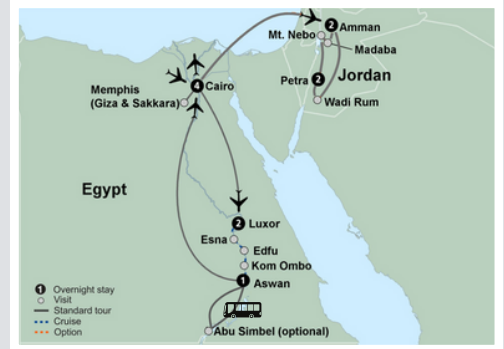 2
Amman
Mt. Nebo
Madaba
4
Cairo
Memphis
(Giza & Sakkara)
Petra
2
Jordan
Wadi Rum
Egypt
2
Luxor
Esna
Edfu
Kom Ombo
1
Aswan
1 Overnight stay
Visit
Standard tour
Cruise
Option
Abu Simbel (optional)